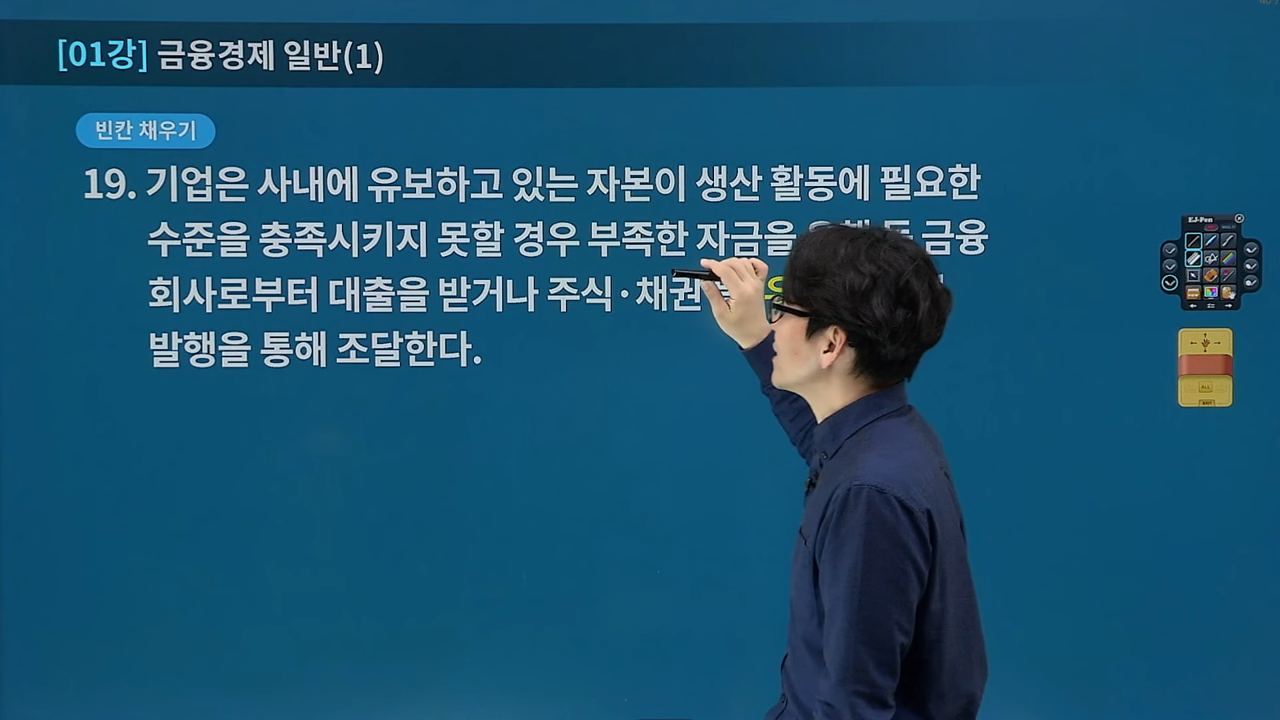 [01강] 금융경제 일반(1)
빈칸 채우기
19. 기업은 사내에 유보하고 있는 자본이 생산 활동에 필요한
수준을 충족시키지 못할 경우 부족한 자금을 금융
회사로부터 대출을 받거나 주식·채권
발행을 통해 조달한다.
EJ-Pen
ALL